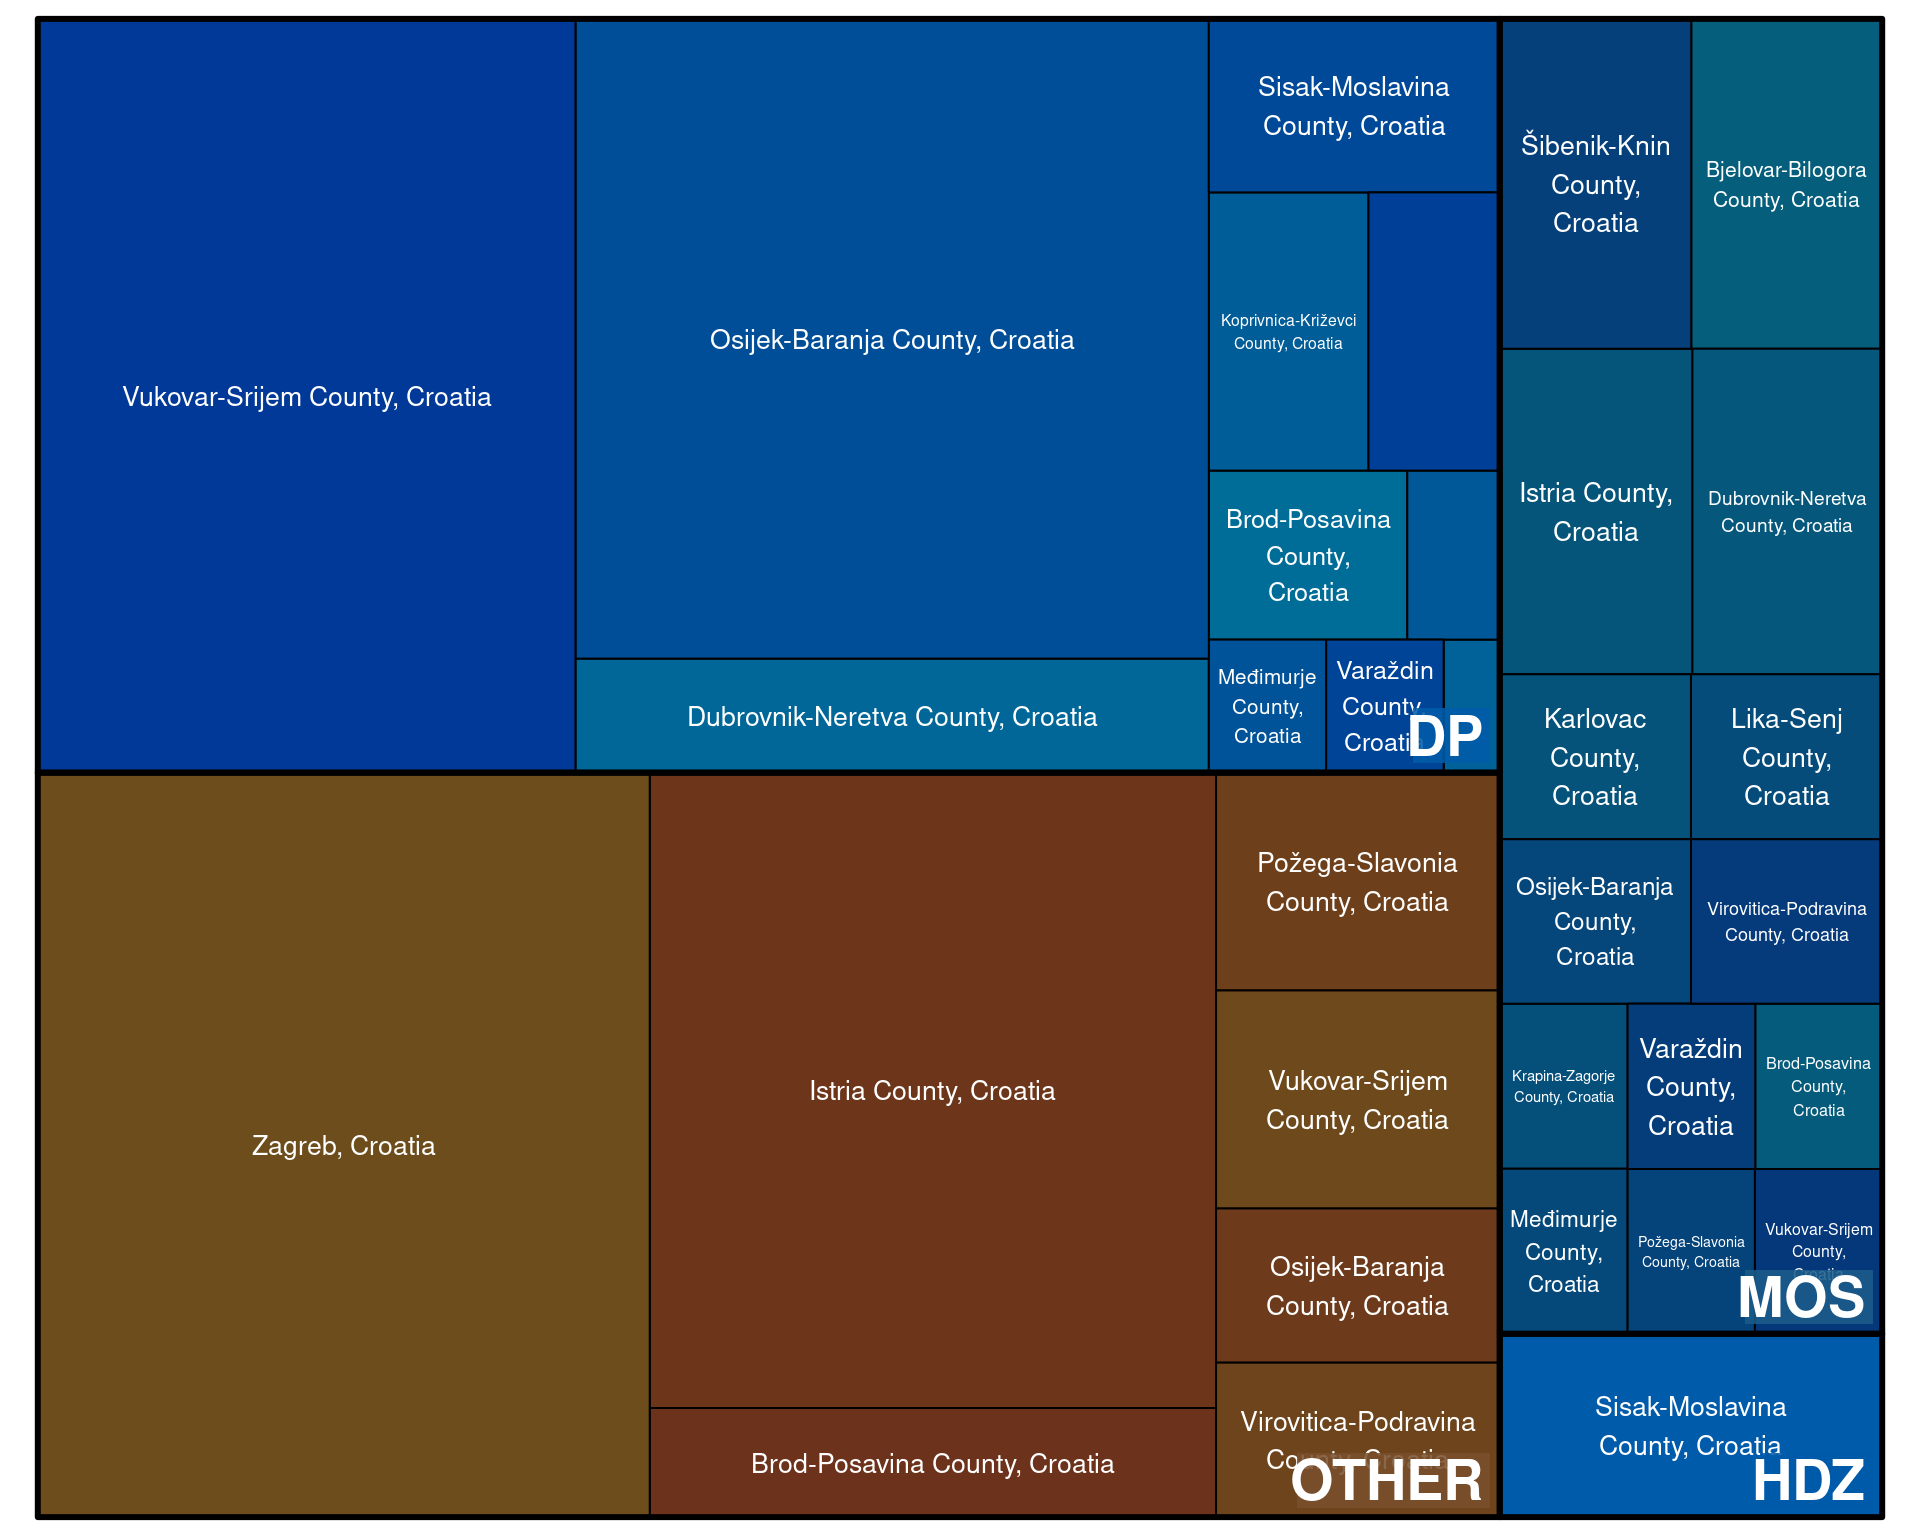 Vukovar-Srijem County, Croatia
Osijek-Baranja County, Croatia
Dubrovnik-Neretva County, Croatia
Sisak-Moslavina
County, Croatia
Koprivnica-Križevci
County, Croatia
Brod-Posavina
County,
Croatia
Međimurje
County,
Croatia
Varaždin
County,
Croatia
DP
Zagreb, Croatia
Istria County, Croatia
Brod-Posavina County, Croatia
Požega-Slavonia
County, Croatia
Vukovar-Srijem
County, Croatia
Osijek-Baranja
County, Croatia
Virovitica-Podravina
County, Croatia
OTHER
Šibenik-Knin
County,
Croatia
Bjelovar-Bilogora
County, Croatia
Istria County,
Croatia
Dubrovnik-Neretva
County, Croatia
Karlovac
County,
Croatia
Lika-Senj
County,
Croatia
Osijek-Baranja
County,
Croatia
Virovitica-Podravina
County, Croatia
Krapina-Zagorje
County, Croatia
Varaždin
County,
Croatia
Brod-Posavina
County,
Croatia
Međimurje
County,
Croatia
Požega-Slavonia
County, Croatia
Vukovar-Srijem
County,
Croatia
MOS
Sisak-Moslavina
County, Croatia
HDZ